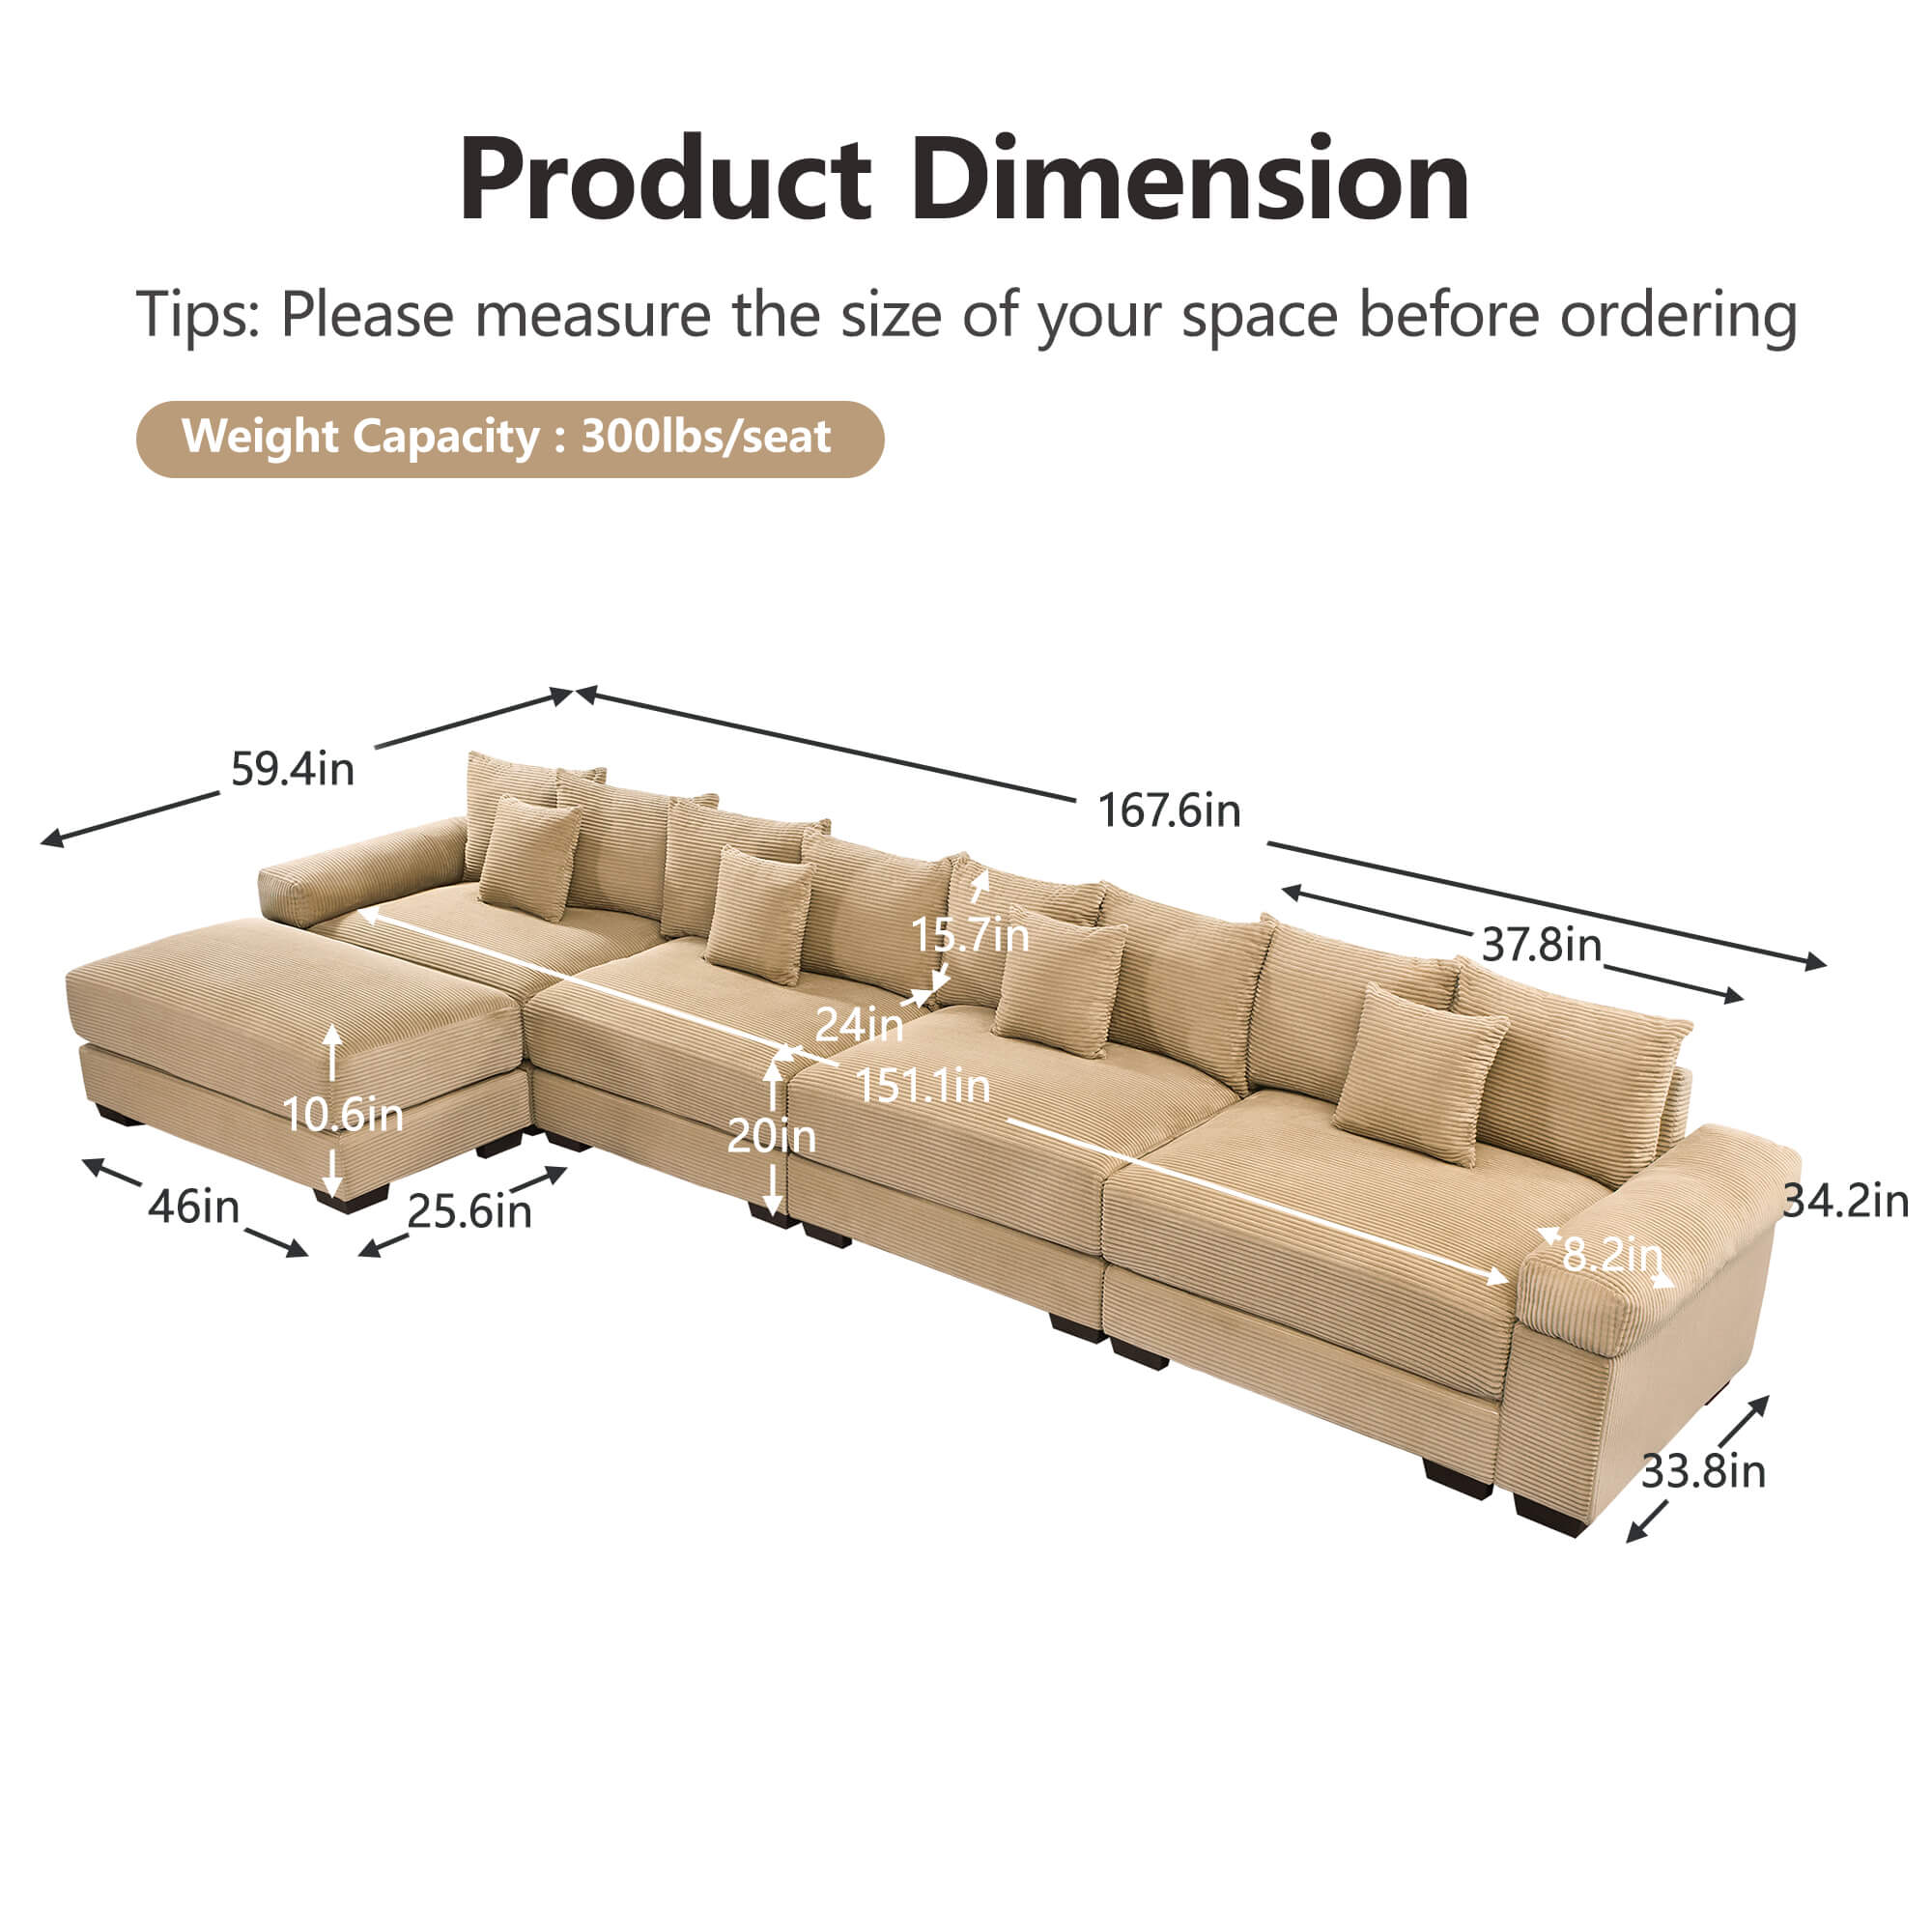 Product Dimension
Tips: Please measure the size of your space before ordering
Weight Capacity : 300lbs/seat
59.4in
167.6in
37.8in
15.7in
24in
151.1in
10.6in
20in
46in
25.6in
34.2in
8.2in
33.8in